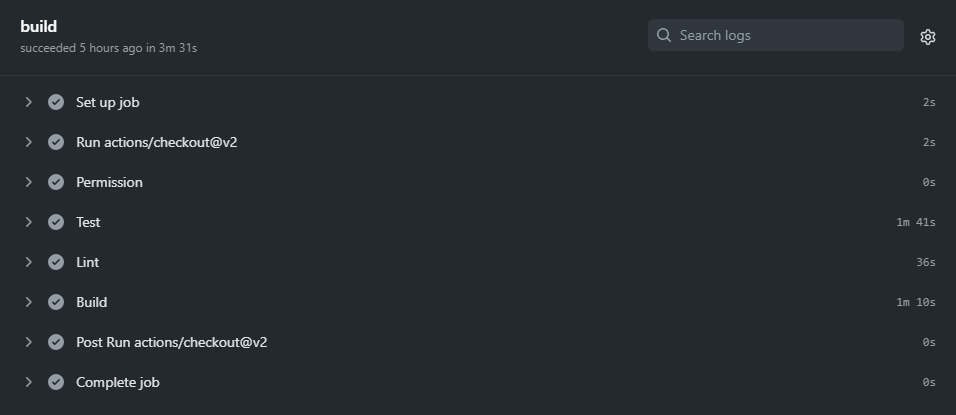 build
succeeded 5 hours ago in 3m 31s
Search logs
Set up job 2s
Run actions/checkout@v2 2s
Permission 0s
Test 1m 41s
Lint 36s
Build 1m 10s
Post Run actions/checkout@v2 0s
Complete job 0s